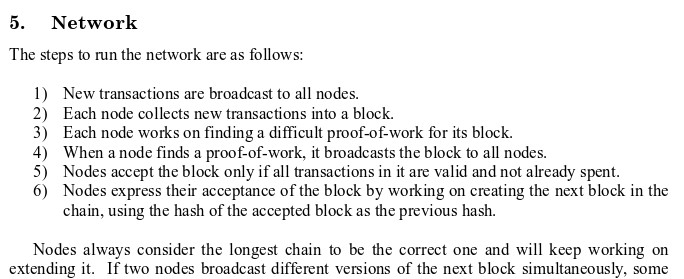 5. Network
The steps to run the network are as follows:
1) New transactions are broadcast to all nodes.
2) Each node collects new transactions into a block.
3) Each node works on finding a difficult proof-of-work for its block.
4) When a node finds a proof-of-work, it broadcasts the block to all nodes.
5) Nodes accept the block only if all transactions in it are valid and not already spent.
6) Nodes express their acceptance of the block by working on creating the next block in the
chain, using the hash of the accepted block as the previous hash.
Nodes always consider the longest chain to be the correct one and will keep working on
extending it. If two nodes broadcast different versions of the next block simultaneously, some